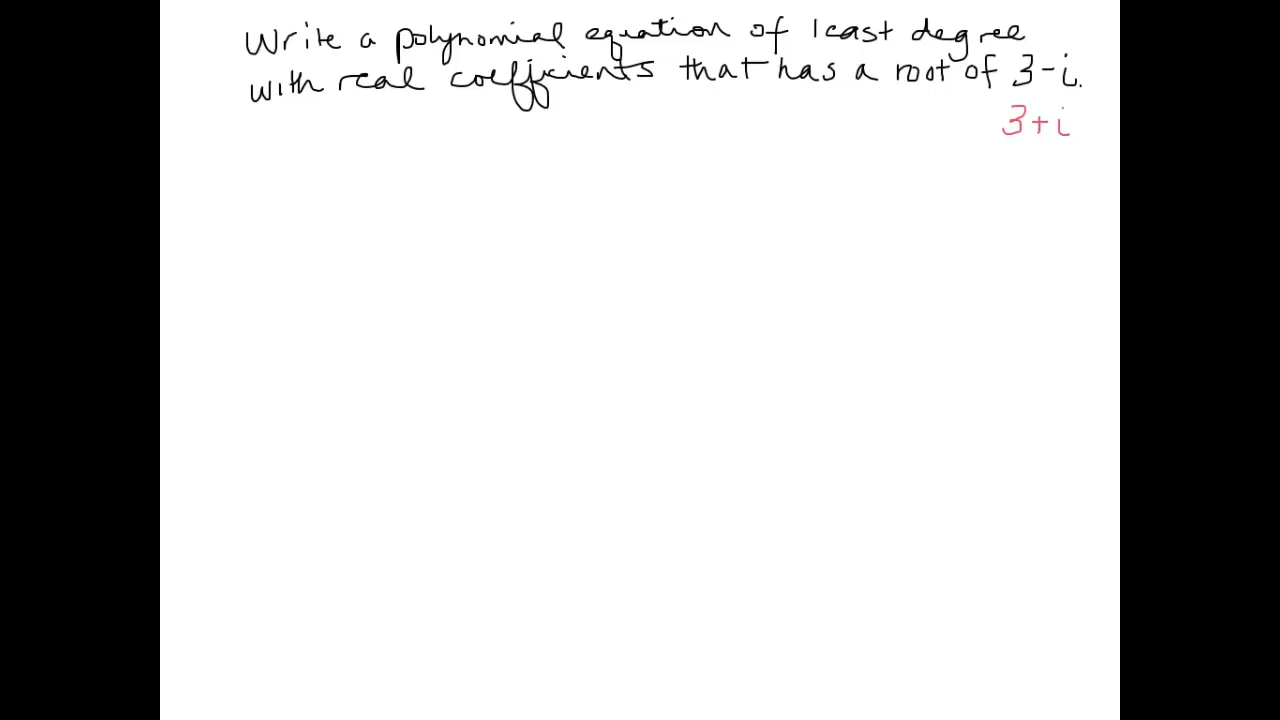 Write a polynomial equation of least degree
with real coefficients that has a root of 3-i.
3+i